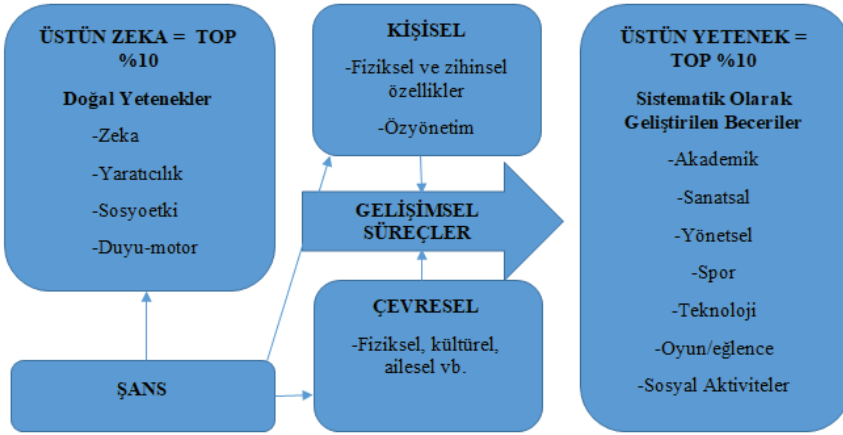 ÜSTÜN ZEKA = TOP
%10
Doğal Yetenekler
-Zeka
-Yaratıcılık
-Sosyoetki
-Duyu-motor
ŞANS
KİŞİSEL
-Fiziksel ve zihinsel
özellikler
-Özyönetim
GELİŞİMSEL
SÜREÇLER
ÇEVRESEL
-Fiziksel, kültürel,
ailesel vb.
ÜSTÜN YETENEK =
TOP %10
Sistematik Olarak
Geliştirilen Beceriler
-Akademik
-Sanatsal
-Yönetsel
-Spor
-Teknoloji
-Oyun/eğlence
-Sosyal Aktiviteler